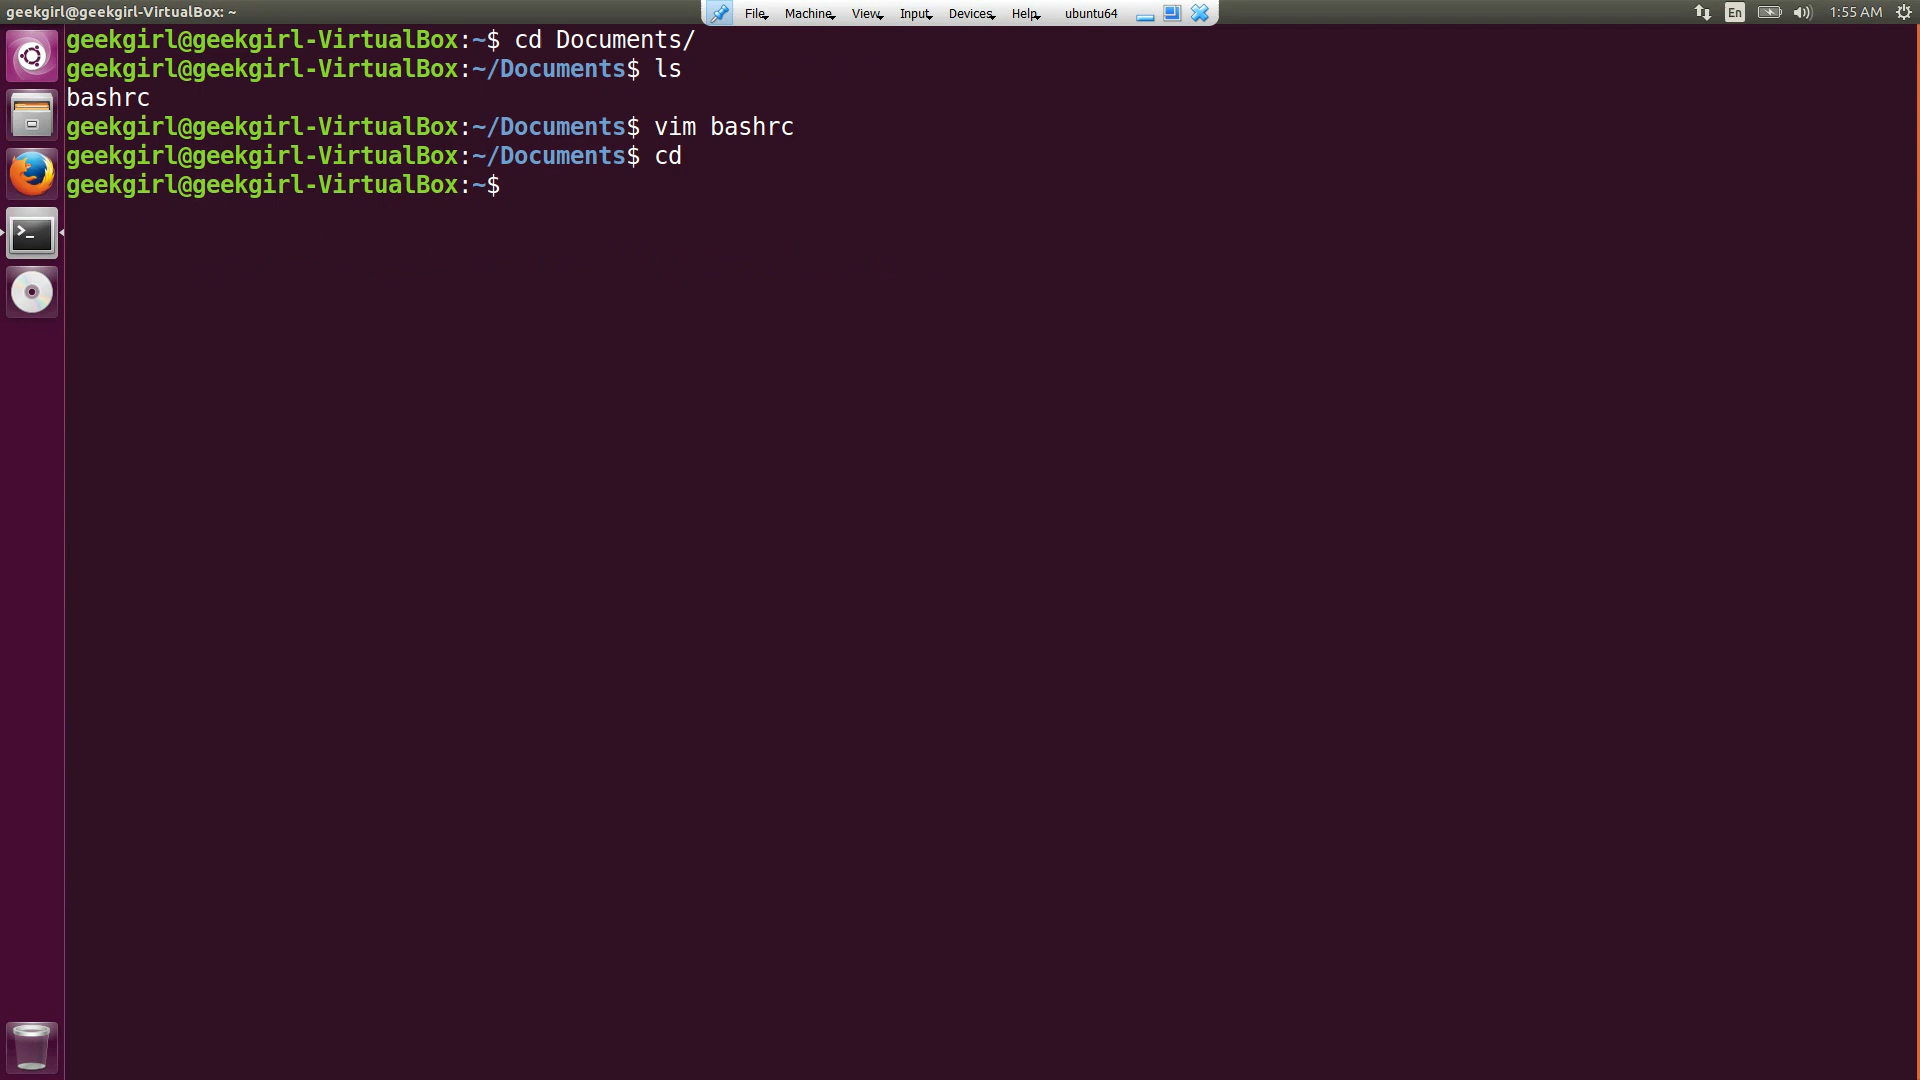 geekgirl@geekgirl-VirtualBox: ~
File Machine View Input Devices Help ubuntu64
En 1:55 AM
geekgirl@geekgirl-VirtualBox:~$ cd Documents/
geekgirl@geekgirl-VirtualBox:~/Documents$ ls
bashrc
geekgirl@geekgirl-VirtualBox:~/Documents$ vim bashrc
geekgirl@geekgirl-VirtualBox:~/Documents$ cd
geekgirl@geekgirl-VirtualBox:~$